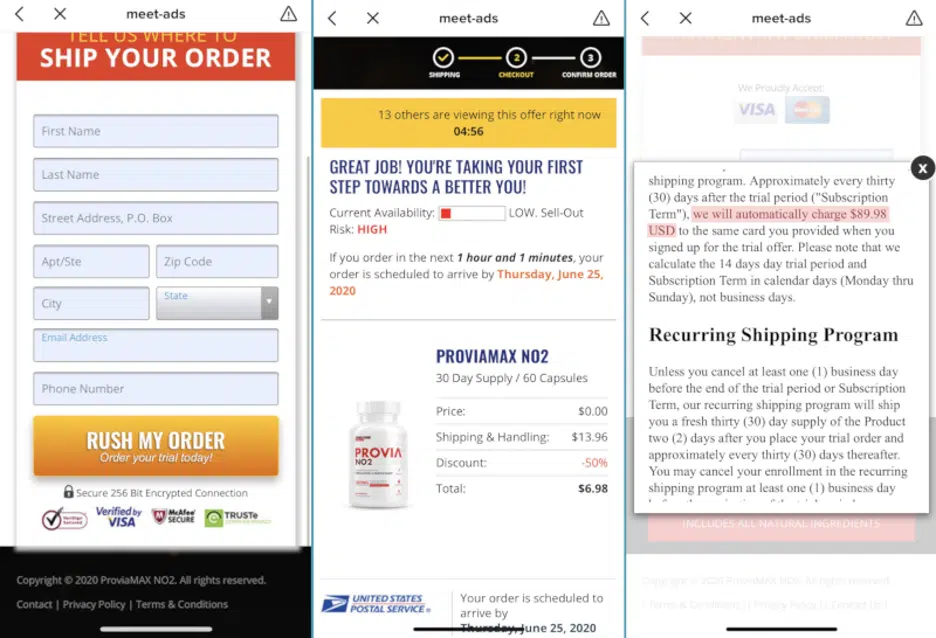 meet-ads
TELL US WHERE TO
SHIP YOUR ORDER
First Name
Last Name
Street Address, P.O. Box
Apt/Ste
Zip Code
City
State
Email Address
Phone Number
RUSH MY ORDER
Order your trial today!
Secure 256 Bit Encrypted Connection
Verified by
VISA
McAfee
SECURE
TRUSTe
Copyright © 2020 ProviaMAX NO2. All rights reserved.
Contact | Privacy Policy | Terms & Conditions
meet-ads
2
3
SHIPPING
CHECKOUT
CONFIRM ORDER
13 others are viewing this offer right now
04:56
GREAT JOB! YOU'RE TAKING YOUR FIRST
STEP TOWARDS A BETTER YOU!
Current Availability: LOW. Sell-Out
Risk: HIGH
If you order in the next 1 hour and 1 minutes, your
order is scheduled to arrive by Thursday, June 25,
2020
PROVIAMAX NO2
30 Day Supply / 60 Capsules
Price: $0.00
Shipping & Handling: $13.96
Discount: -50%
Total: $6.98
PROVIA
NO2
UNITED STATES
POSTAL SERVICE
Your order is scheduled to
arrive by
Thursday, June 25, 2020
meet-ads
We Proudly Accept:
VISA
MasterCard
X
shipping program. Approximately every thirty
(30) days after the trial period ("Subscription
Term"), we will automatically charge $89.98
USD to the same card you provided when you
signed up for the trial offer. Please note that we
calculate the 14 days day trial period and
Subscription Term in calendar days (Monday thru
Sunday), not business days.
Recurring Shipping Program
Unless you cancel at least one (1) business day
before the end of the trial period or Subscription
Term, our recurring shipping program will ship
you a fresh thirty (30) day supply of the Product
two (2) days after you place your trial order and
approximately every thirty (30) days thereafter.
You may cancel your enrollment in the recurring
shipping program at least one (1) business day
INCLUDES ALL NATURAL INGREDIENTS